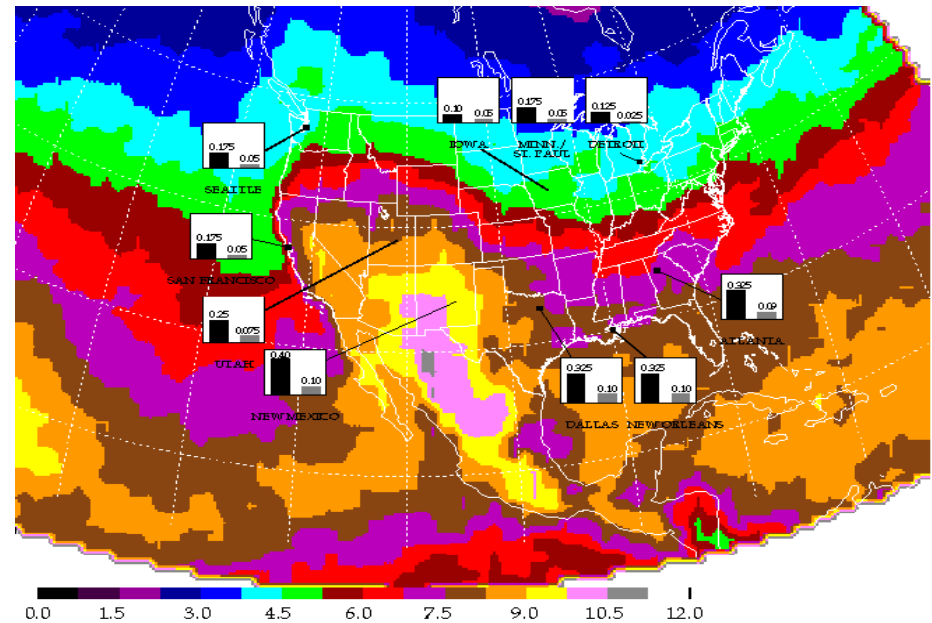 0.10 0.05
0.175 0.05
0.125 0.025
IOWA
MINN./
ST. PAUL
DETROIT
0.175 0.05
SEATTLE
0.175 0.05
SAN FRANCISCO
0.25 0.075
UTAH
0.325 0.09
ATLANTA
0.40 0.10
NEW MEXICO
0.325 0.10
DALLAS
0.325 0.10
NEW ORLEANS
0.0 1.5 3.0 4.5 6.0 7.5 9.0 10.5 12.0